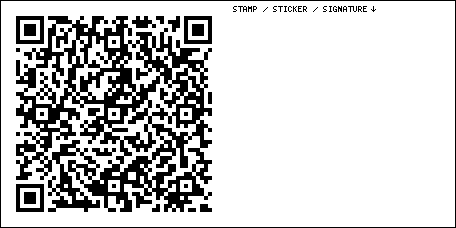 STAMP / STICKER / SIGNATURE ↓